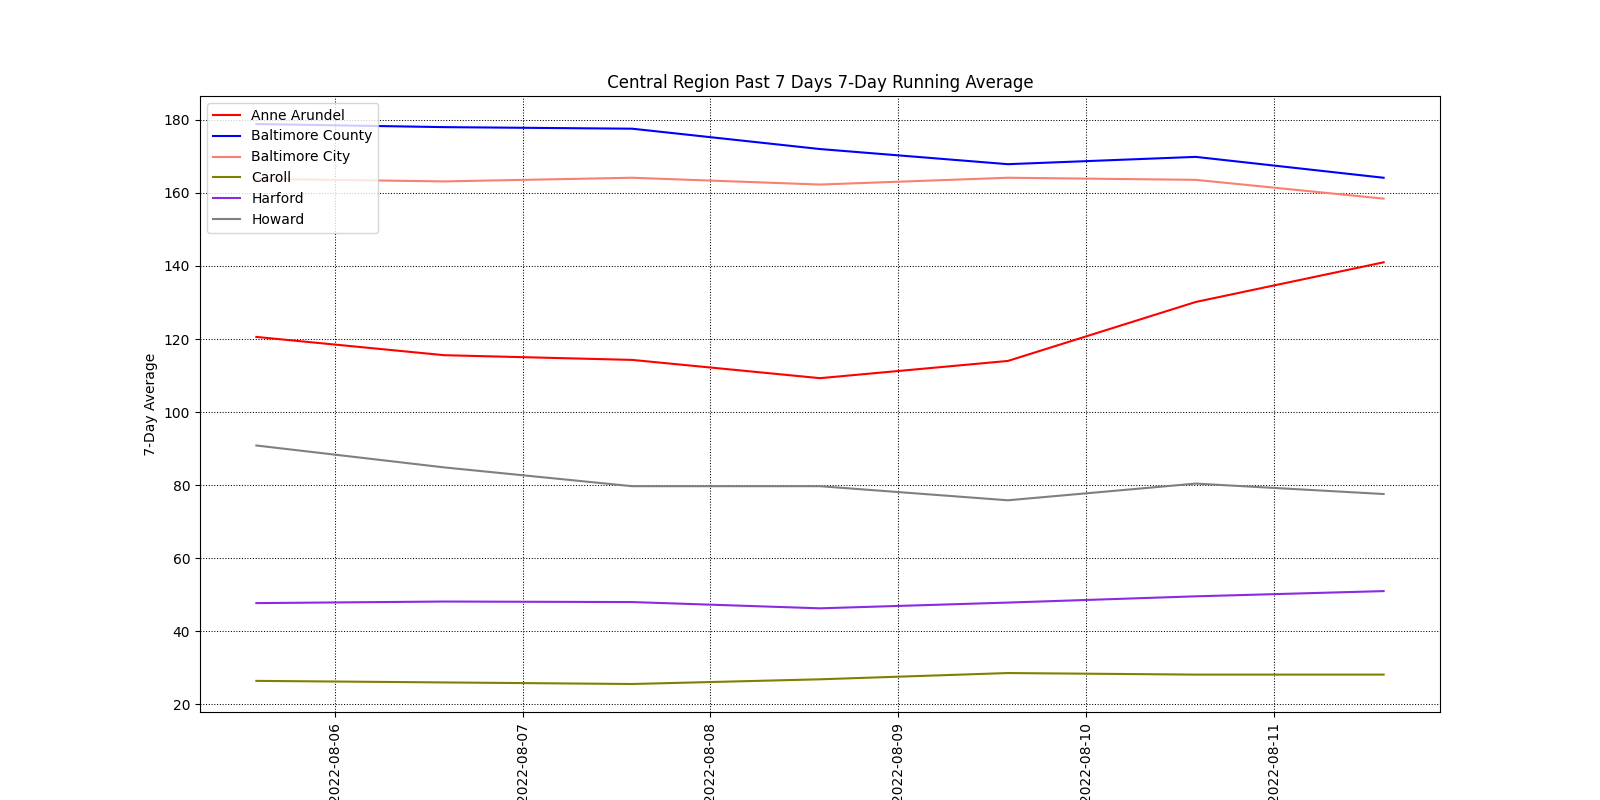 Central Region Past 7 Days 7-Day Running Average
Anne Arundel
Baltimore County
Baltimore City
Caroll
Harford
Howard
7-Day Average
180
160
140
120
100
80
60
40
20
2022-08-06
2022-08-07
2022-08-08
2022-08-09
2022-08-10
2022-08-11